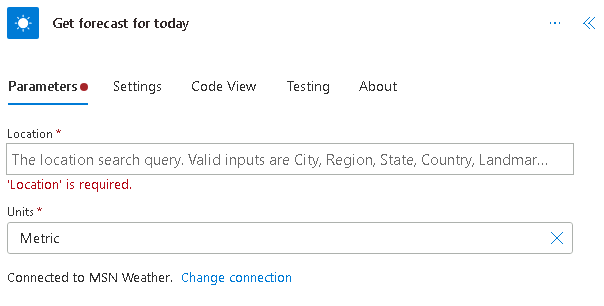 Get forecast for today
Parameters Settings Code View Testing About
Location *
The location search query. Valid inputs are City, Region, State, Country, Landmar...
'Location' is required.
Units *
Metric
Connected to MSN Weather. Change connection